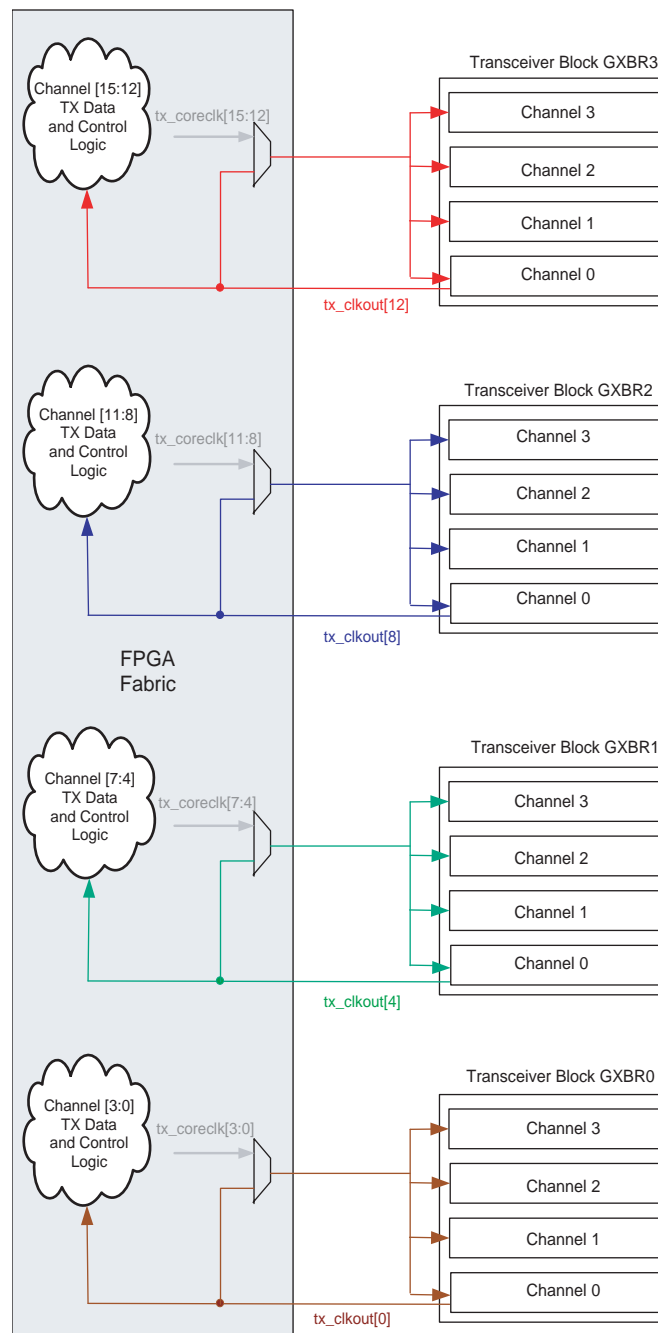 Transceiver Block GXBR3
Channel [15:12]
TX Data
and Control
Logic
tx_coreclk[15:12]
Channel 3
Channel 2
Channel 1
Channel 0
tx_clkout[12]
Transceiver Block GXBR2
Channel [11:8]
TX Data
and Control
Logic
tx_coreclk[11:8]
Channel 3
Channel 2
Channel 1
Channel 0
tx_clkout[8]
FPGA
Fabric
Transceiver Block GXBR1
Channel [7:4]
TX Data
and Control
Logic
tx_coreclk[7:4]
Channel 3
Channel 2
Channel 1
Channel 0
tx_clkout[4]
Transceiver Block GXBR0
Channel [3:0]
TX Data
and Control
Logic
tx_coreclk[3:0]
Channel 3
Channel 2
Channel 1
Channel 0
tx_clkout[0]